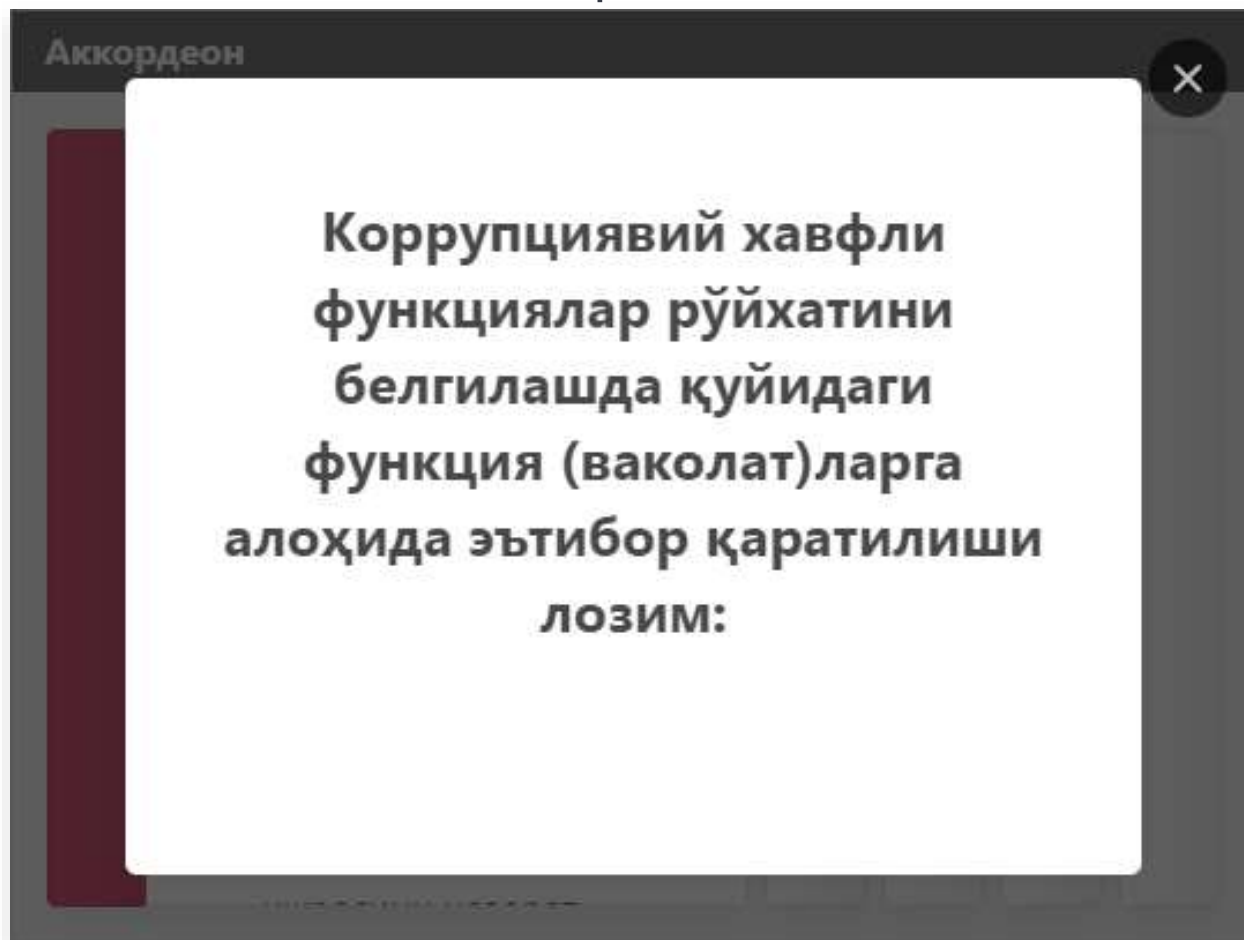 Аккордеон
Коррупциявий хавфли
функциялар рўйхатини
белгилашда қуйидаги
функция (ваколат)ларга
алоҳида эътибор қаратилиши
лозим: